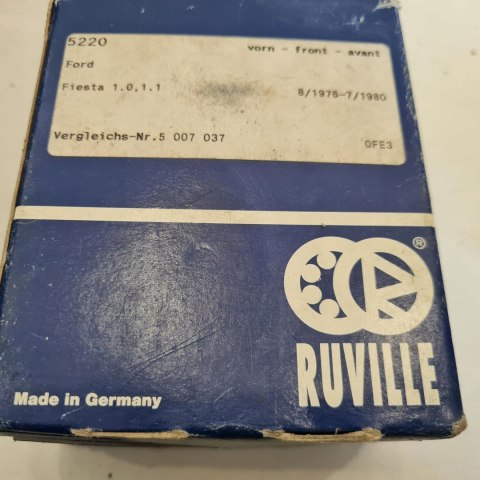 5220 vorn - front - avant
Ford
Fiesta 1.0,1.1 8/1976-7/1980
Vergleichs-Nr.5 007 037 OFE3
®
RUVILLE
Made in Germany